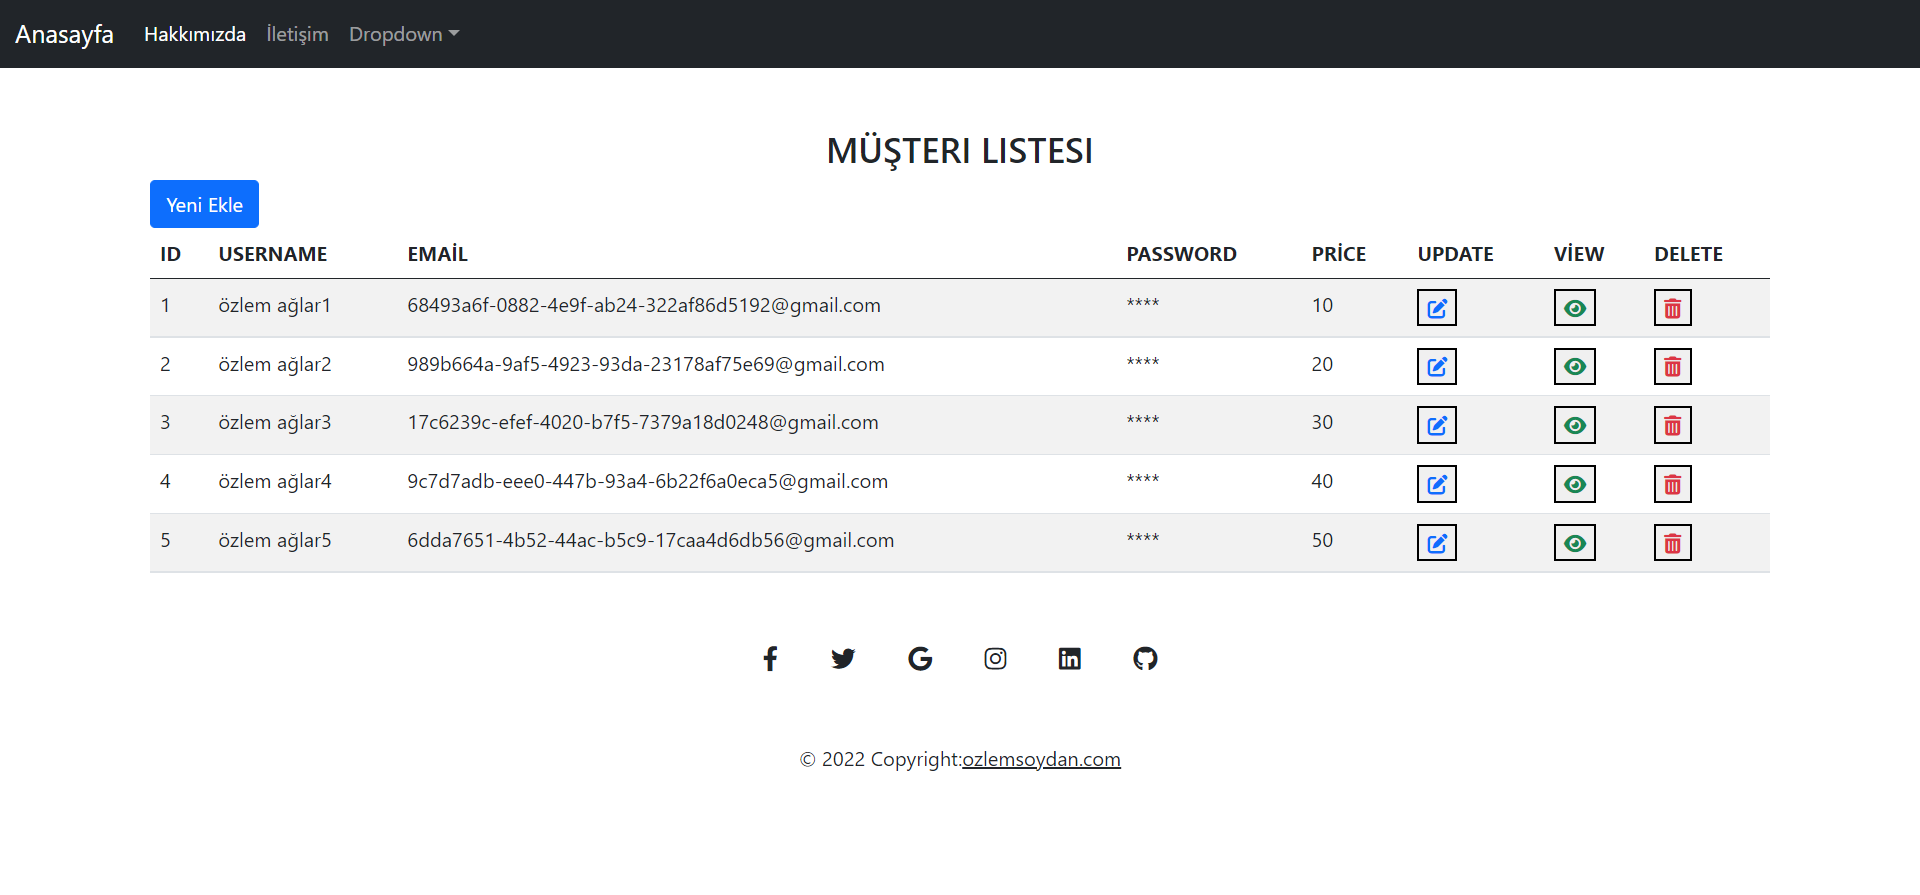 Anasayfa Hakkımızda İletişim Dropdown
MÜŞTERI LISTESI
Yeni Ekle
ID USERNAME EMAİL PASSWORD PRİCE UPDATE VİEW DELETE
1 özlem ağlar1 68493a6f-0882-4e9f-ab24-322af86d5192@gmail.com **** 10
2 özlem ağlar2 989b664a-9af5-4923-93da-23178af75e69@gmail.com **** 20
3 özlem ağlar3 17c6239c-efef-4020-b7f5-7379a18d0248@gmail.com **** 30
4 özlem ağlar4 9c7d7adb-eee0-447b-93a4-6b22f6a0eca5@gmail.com **** 40
5 özlem ağlar5 6dda7651-4b52-44ac-b5c9-17caa4d6db56@gmail.com **** 50
© 2022 Copyright:ozlemsoydan.com